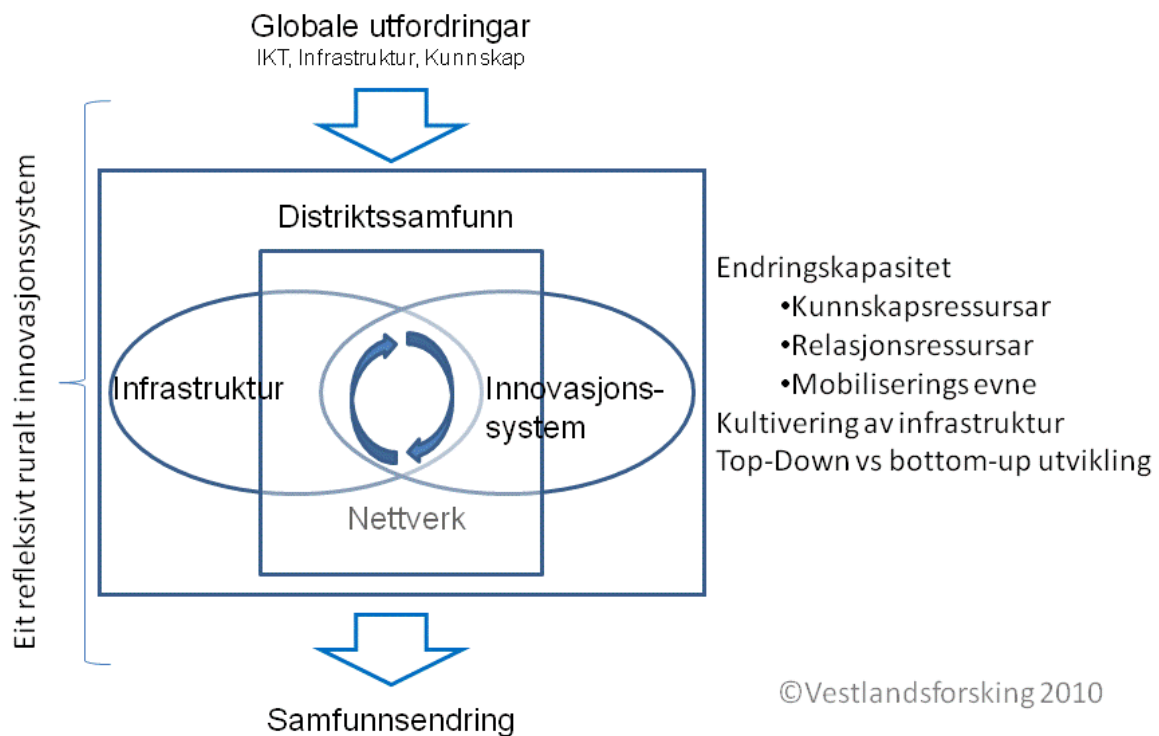 Globale utfordringar
IKT, Infrastruktur, Kunnskap
Eit refleksivt ruralt innovasjonssystem
Distriktssamfunn
Infrastruktur
Innovasjons-
system
Nettverk
Endringskapasitet
•Kunnskapsressursar
•Relasjonsressursar
•Mobiliserings evne
Kultivering av infrastruktur
Top-Down vs bottom-up utvikling
Samfunnsendring
©Vestlandsforsking 2010